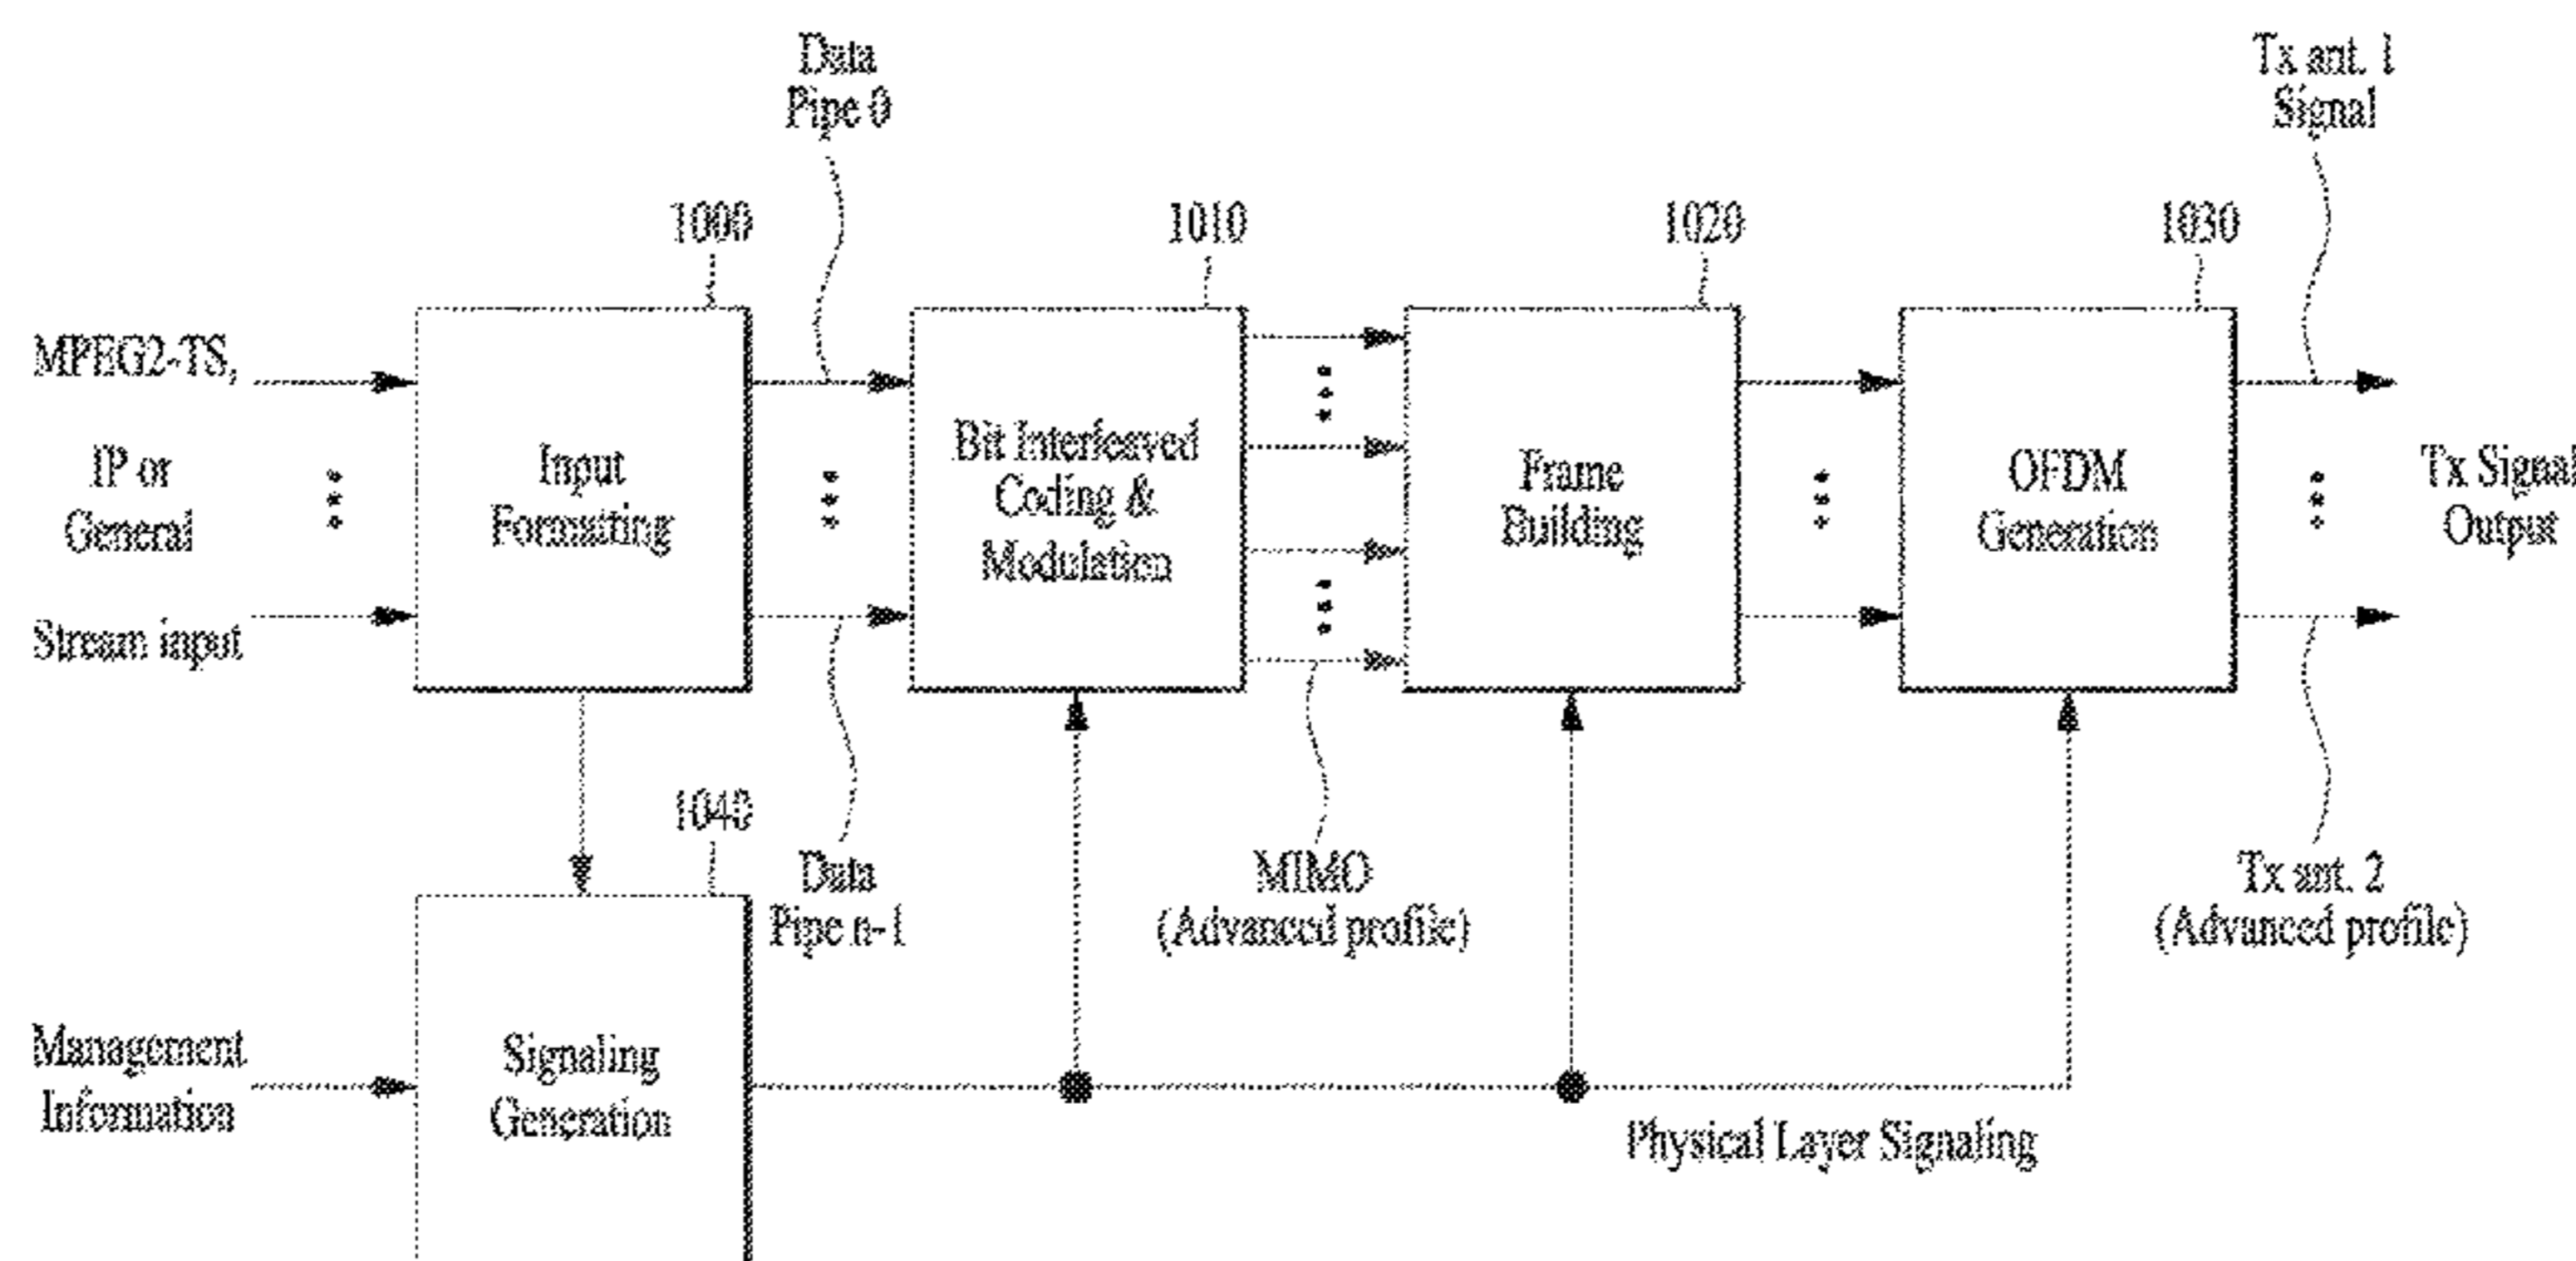 Data
Pipe 0
Tx ant. 1
Signal
1000
1010
1020
1030
MPEG2-TS,
IP or
General
Stream input
Input
Formatting
Bit Interleaved
Coding &
Modulation
Frame
Building
OFDM
Generation
Tx Signal
Output
1040
Data
Pipe n-1
MIMO
(Advanced profile)
Tx ant. 2
(Advanced profile)
Management
Information
Signaling
Generation
Physical Layer Signaling